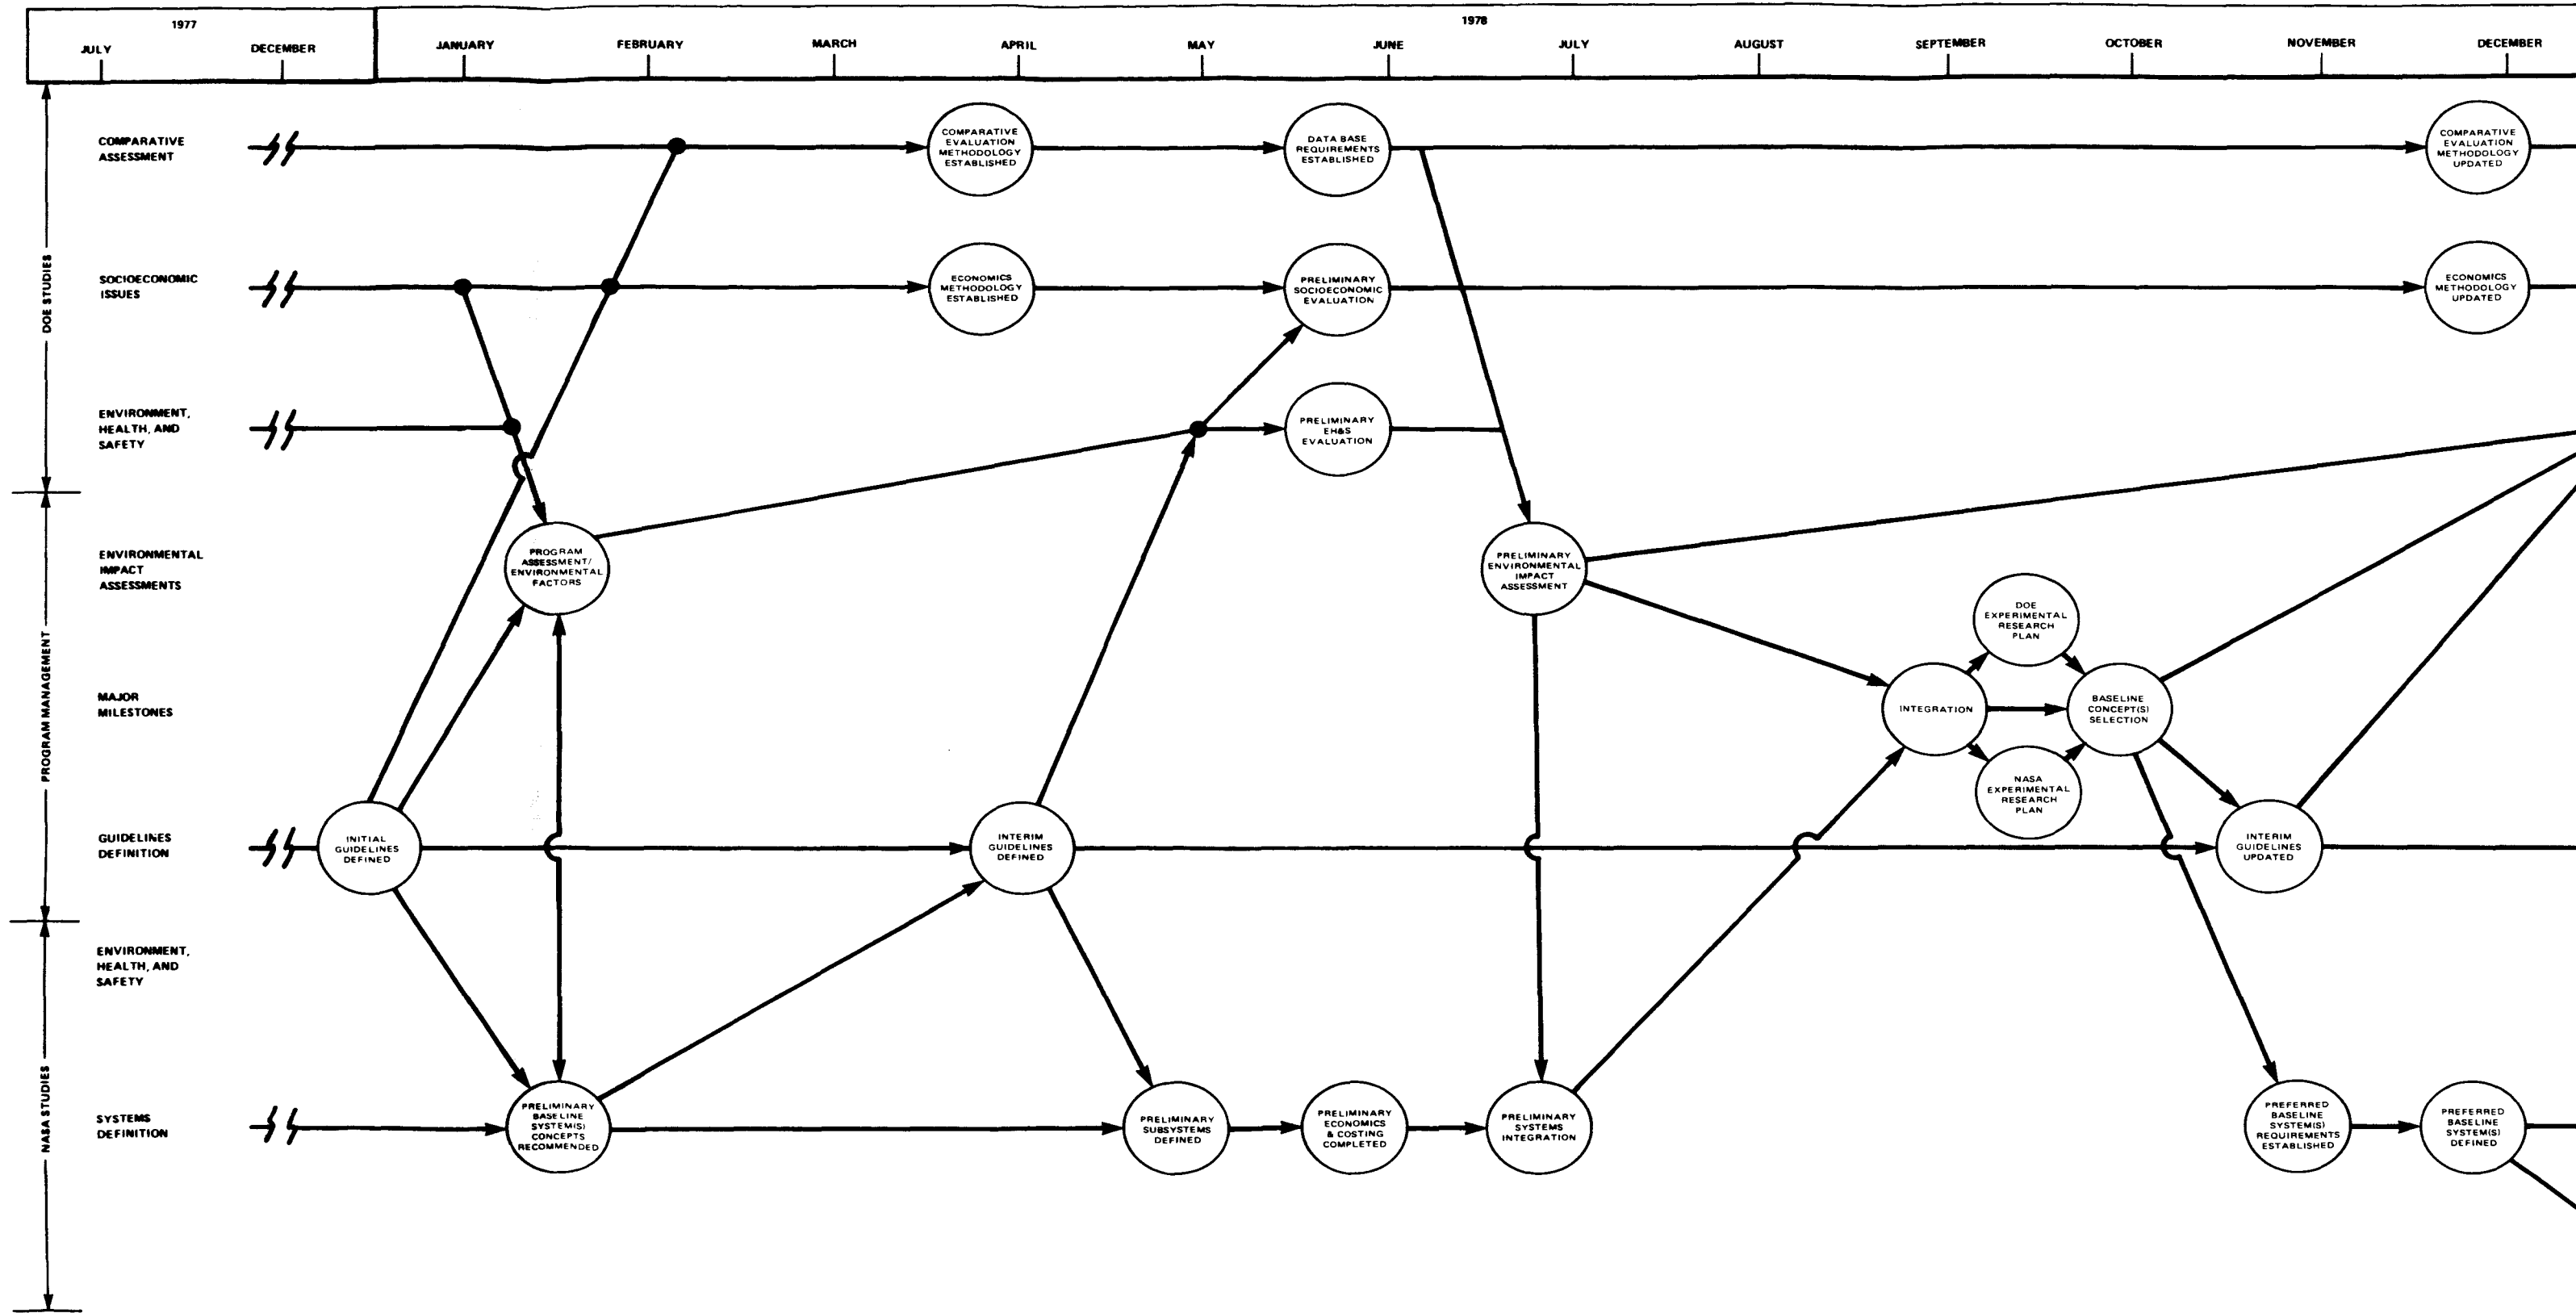 1977
1978
JULY
DECEMBER
JANUARY
FEBRUARY
MARCH
APRIL
MAY
JUNE
JULY
AUGUST
SEPTEMBER
OCTOBER
NOVEMBER
DECEMBER
DOE STUDIES
COMPARATIVE
ASSESSMENT
COMPARATIVE
EVALUATION
METHODOLOGY
ESTABLISHED
DATA BASE
REQUIREMENTS
ESTABLISHED
COMPARATIVE
EVALUATION
METHODOLOGY
UPDATED
SOCIOECONOMIC
ISSUES
ECONOMICS
METHODOLOGY
ESTABLISHED
PRELIMINARY
SOCIOECONOMIC
EVALUATION
ECONOMICS
METHODOLOGY
UPDATED
ENVIRONMENT,
HEALTH, AND
SAFETY
PRELIMINARY
EH&S
EVALUATION
PROGRAM MANAGEMENT
ENVIRONMENTAL
IMPACT
ASSESSMENTS
PROGRAM
ASSESSMENT/
ENVIRONMENTAL
FACTORS
PRELIMINARY
ENVIRONMENTAL
IMPACT
ASSESSMENT
MAJOR
MILESTONES
INTEGRATION
DOE
EXPERIMENTAL
RESEARCH
PLAN
NASA
EXPERIMENTAL
RESEARCH
PLAN
BASELINE
CONCEPT(S)
SELECTION
GUIDELINES
DEFINITION
INITIAL
GUIDELINES
DEFINED
INTERIM
GUIDELINES
DEFINED
INTERIM
GUIDELINES
UPDATED
NASA STUDIES
ENVIRONMENT,
HEALTH, AND
SAFETY
SYSTEMS
DEFINITION
PRELIMINARY
BASELINE
SYSTEM(S)
CONCEPTS
RECOMMENDED
PRELIMINARY
SUBSYSTEMS
DEFINED
PRELIMINARY
ECONOMICS
& COSTING
COMPLETED
PRELIMINARY
SYSTEMS
INTEGRATION
PREFERRED
BASELINE
SYSTEM(S)
REQUIREMENTS
ESTABLISHED
PREFERRED
BASELINE
SYSTEM(S)
DEFINED